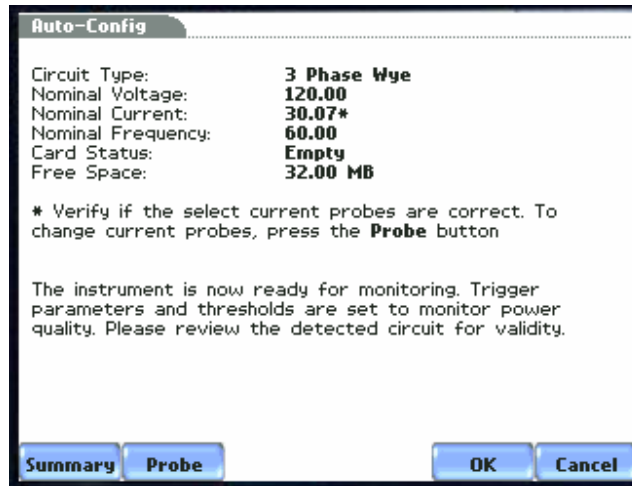 Auto-Config
Circuit Type: 3 Phase Wye
Nominal Voltage: 120.00
Nominal Current: 30.07*
Nominal Frequency: 60.00
Card Status: Empty
Free Space: 32.00 MB
* Verify if the select current probes are correct. To
change current probes, press the Probe button
The instrument is now ready for monitoring. Trigger
parameters and thresholds are set to monitor power
quality. Please review the detected circuit for validity.
Summary Probe OK Cancel